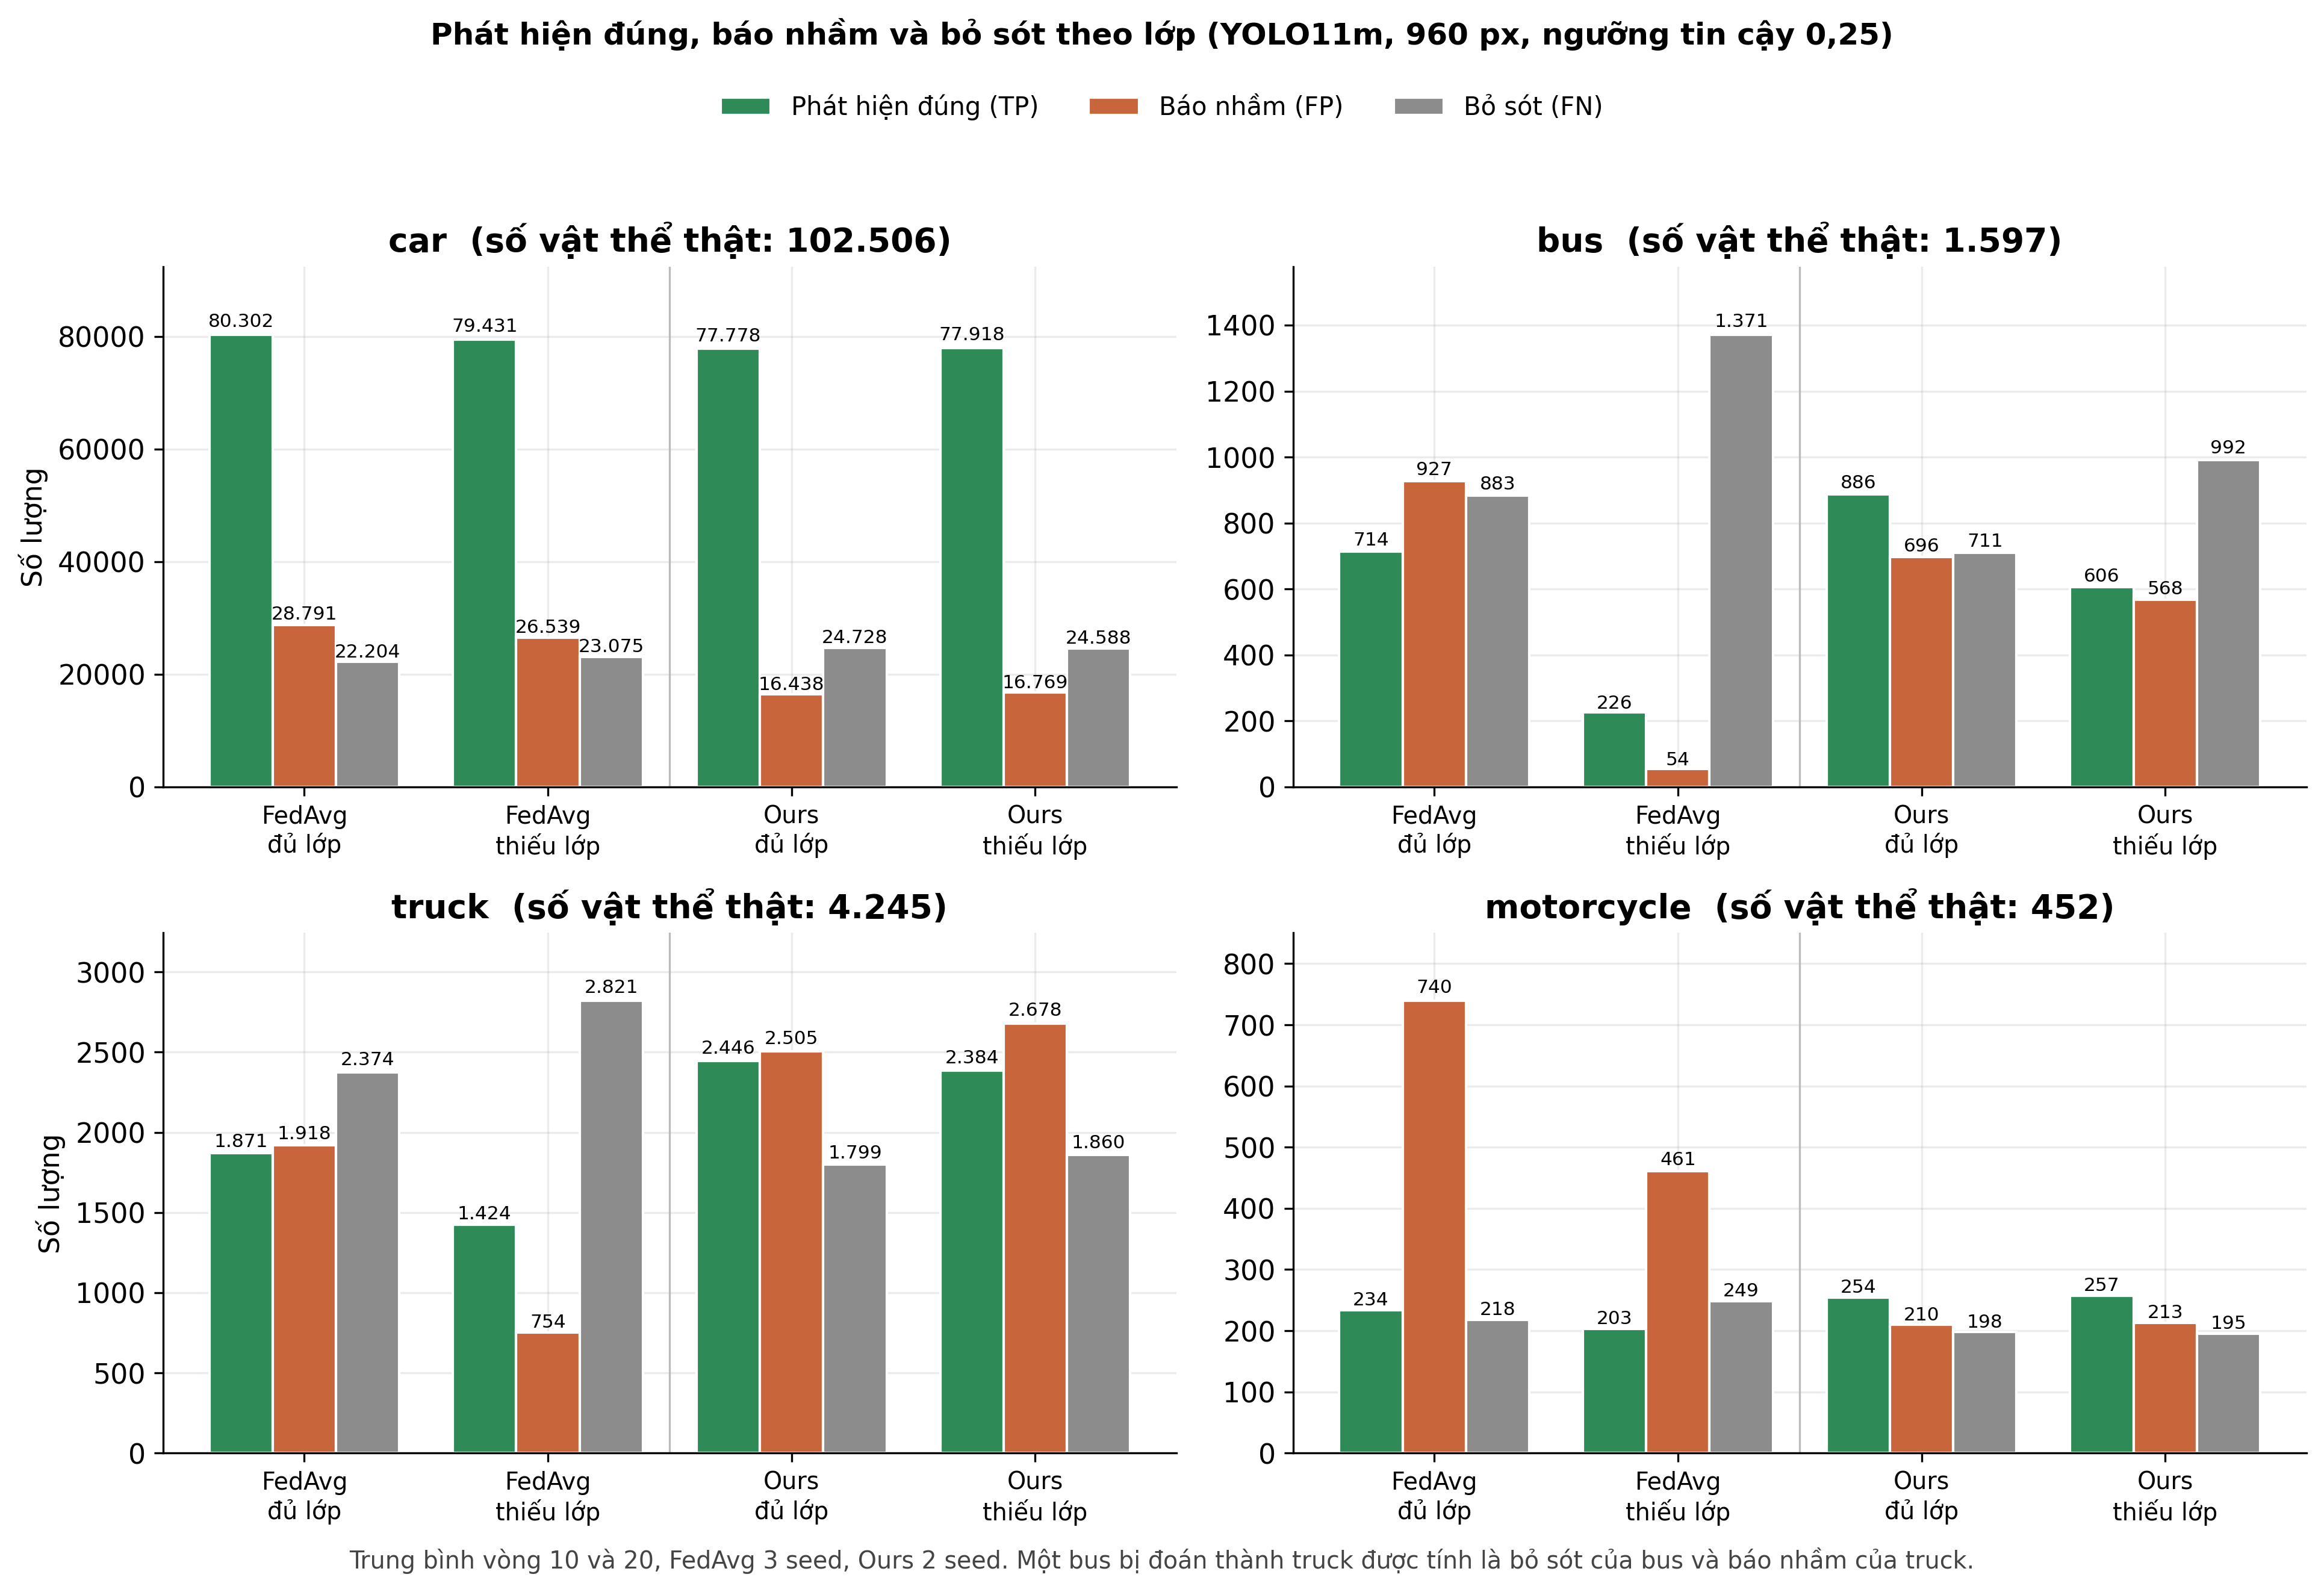 Phát hiện đúng, báo nhầm và bỏ sót theo lớp (YOLO11m, 960 px, ngưỡng tin cậy 0,25)
Phát hiện đúng (TP)
Báo nhầm (FP)
Bỏ sót (FN)
car (số vật thể thật: 102.506)
Số lượng
80000
60000
40000
20000
0
80.302
28.791
22.204
79.431
26.539
23.075
77.778
16.438
24.728
77.918
16.769
24.588
FedAvg
đủ lớp
FedAvg
thiếu lớp
Ours
đủ lớp
Ours
thiếu lớp
bus (số vật thể thật: 1.597)
1400
1200
1000
800
600
400
200
0
714
927
883
226
54
1.371
886
696
711
606
568
992
FedAvg
đủ lớp
FedAvg
thiếu lớp
Ours
đủ lớp
Ours
thiếu lớp
truck (số vật thể thật: 4.245)
Số lượng
3000
2500
2000
1500
1000
500
0
1.871
1.918
2.374
1.424
754
2.821
2.446
2.505
1.799
2.384
2.678
1.860
FedAvg
đủ lớp
FedAvg
thiếu lớp
Ours
đủ lớp
Ours
thiếu lớp
motorcycle (số vật thể thật: 452)
800
700
600
500
400
300
200
100
0
234
740
218
203
461
249
254
210
198
257
213
195
FedAvg
đủ lớp
FedAvg
thiếu lớp
Ours
đủ lớp
Ours
thiếu lớp
Trung bình vòng 10 và 20, FedAvg 3 seed, Ours 2 seed. Một bus bị đoán thành truck được tính là bỏ sót của bus và báo nhầm của truck.